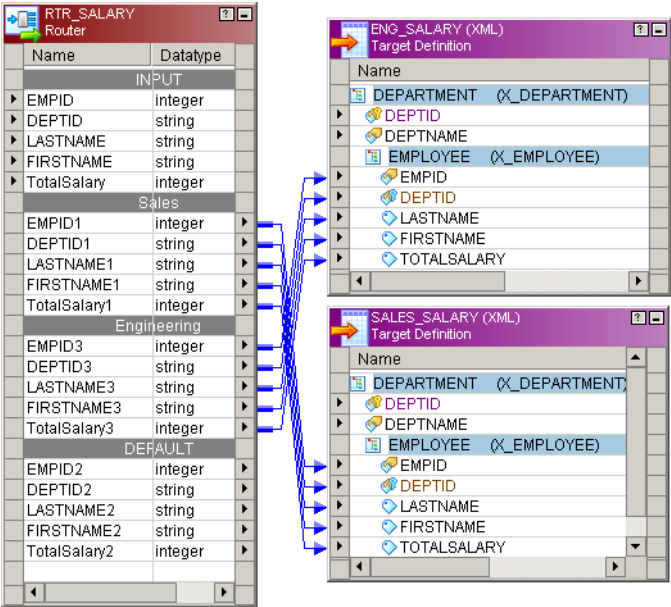 RTR_SALARY
Router
Name Datatype
INPUT
EMPID integer
DEPTID string
LASTNAME string
FIRSTNAME string
TotalSalary integer
Sales
EMPID1 integer
DEPTID1 string
LASTNAME1 string
FIRSTNAME1 string
TotalSalary1 integer
Engineering
EMPID3 integer
DEPTID3 string
LASTNAME3 string
FIRSTNAME3 string
TotalSalary3 integer
DEFAULT
EMPID2 integer
DEPTID2 string
LASTNAME2 string
FIRSTNAME2 string
TotalSalary2 integer
ENG_SALARY (XML)
Target Definition
Name
DEPARTMENT (X_DEPARTMENT)
DEPTID
DEPTNAME
EMPLOYEE (X_EMPLOYEE)
EMPID
DEPTID
LASTNAME
FIRSTNAME
TOTALSALARY
SALES_SALARY (XML)
Target Definition
Name
DEPARTMENT (X_DEPARTMENT)
DEPTID
DEPTNAME
EMPLOYEE (X_EMPLOYEE)
EMPID
DEPTID
LASTNAME
FIRSTNAME
TOTALSALARY